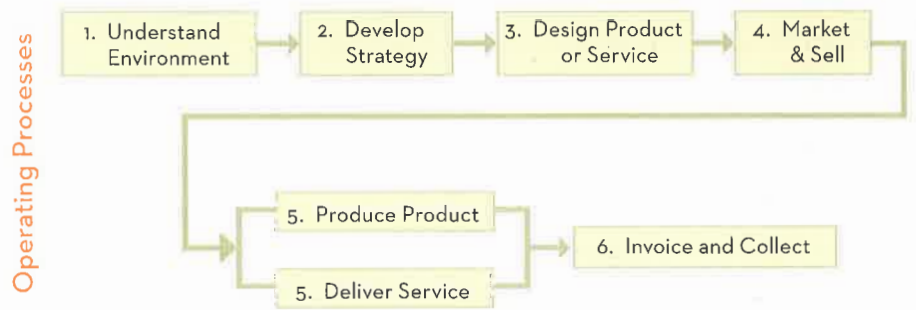 Operating Processes
1. Understand
Environment
2. Develop
Strategy
3. Design Product
or Service
4. Market
& Sell
5. Produce Product
5. Deliver Service
6. Invoice and Collect